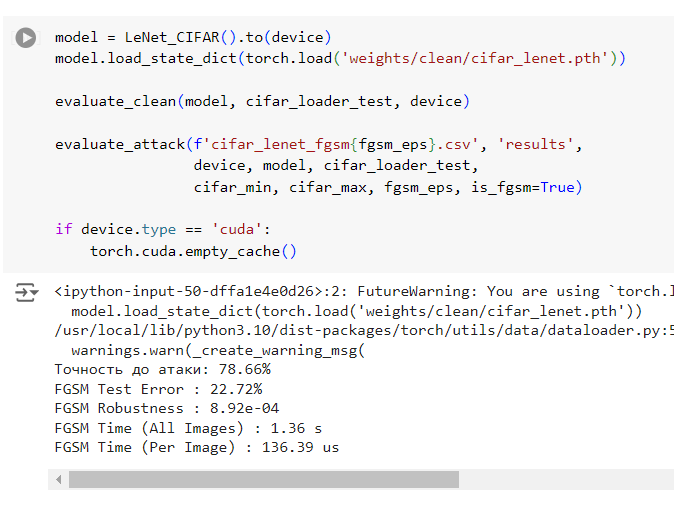 model = LeNet_CIFAR().to(device)
model.load_state_dict(torch.load('weights/clean/cifar_lenet.pth'))
evaluate_clean(model, cifar_loader_test, device)
evaluate_attack(f'cifar_lenet_fgsm{fgsm_eps}.csv', 'results',
device, model, cifar_loader_test,
cifar_min, cifar_max, fgsm_eps, is_fgsm=True)
if device.type == 'cuda':
torch.cuda.empty_cache()
<ipython-input-50-dffa1e4e0d26>:2: FutureWarning: You are using `torch.l
model.load_state_dict(torch.load('weights/clean/cifar_lenet.pth'))
/usr/local/lib/python3.10/dist-packages/torch/utils/data/dataloader.py:5
warnings.warn(_create_warning_msg(
Точность до атаки: 78.66%
FGSM Test Error : 22.72%
FGSM Robustness : 8.92e-04
FGSM Time (All Images) : 1.36 s
FGSM Time (Per Image) : 136.39 us